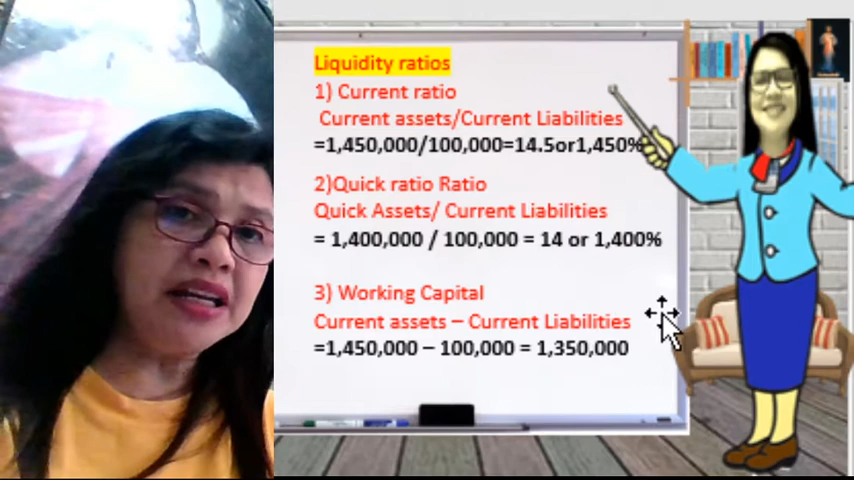 Liquidity ratios
1) Current ratio
Current assets/Current Liabilities
=1,450,000/100,000=14.5or1,450%
2)Quick ratio Ratio
Quick Assets/ Current Liabilities
= 1,400,000 / 100,000 = 14 or 1,400%
3) Working Capital
Current assets – Current Liabilities
=1,450,000 – 100,000 = 1,350,000